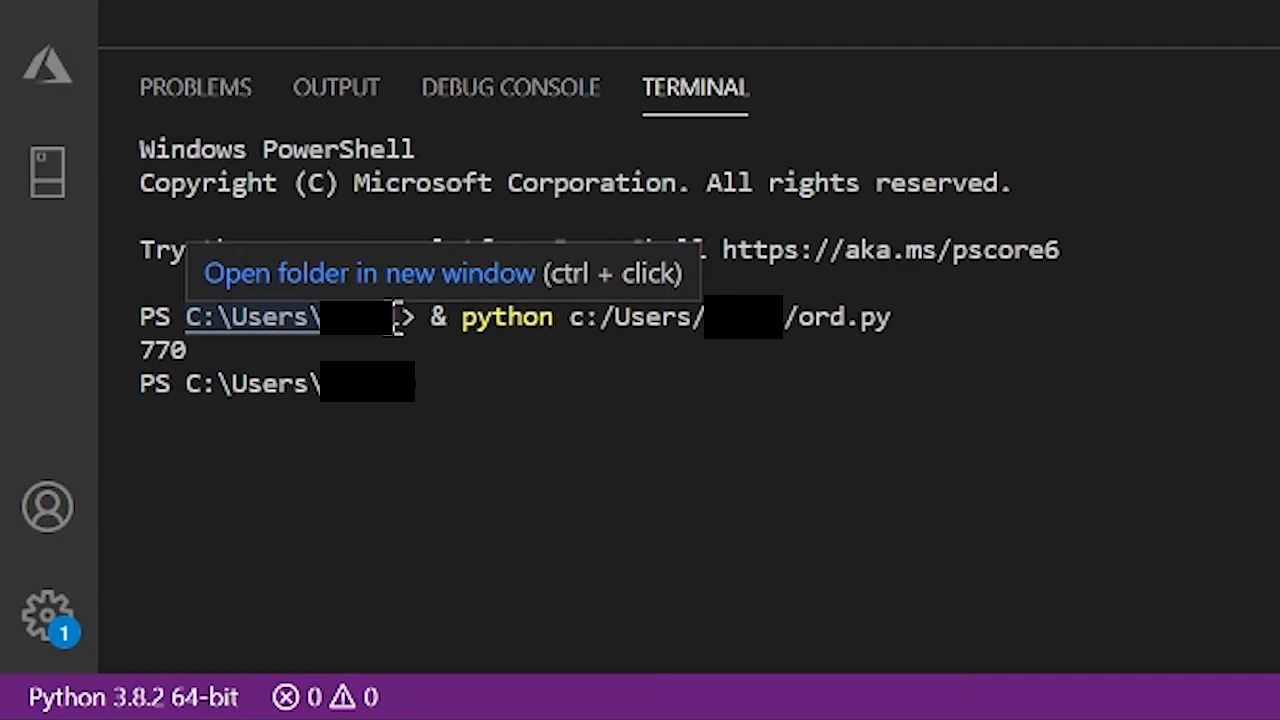 PROBLEMS OUTPUT DEBUG CONSOLE TERMINAL
Windows PowerShell
Copyright (C) Microsoft Corporation. All rights reserved.
Try https://aka.ms/pscore6
Open folder in new window (ctrl + click)
PS C:\Users\ > & python c:/Users/ /ord.py
770
PS C:\Users\
1
Python 3.8.2 64-bit 0 0